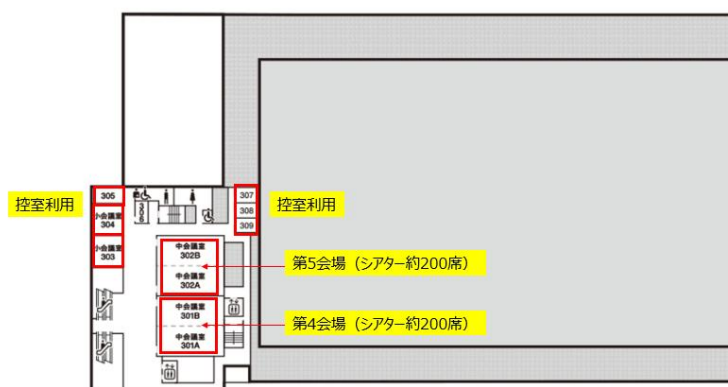 305
小会議室
304
小会議室
303
306
307
308
309
控室利用
控室利用
中会議室
302B
中会議室
302A
中会議室
301B
中会議室
301A
第5会場（シアター約200席）
第4会場（シアター約200席）